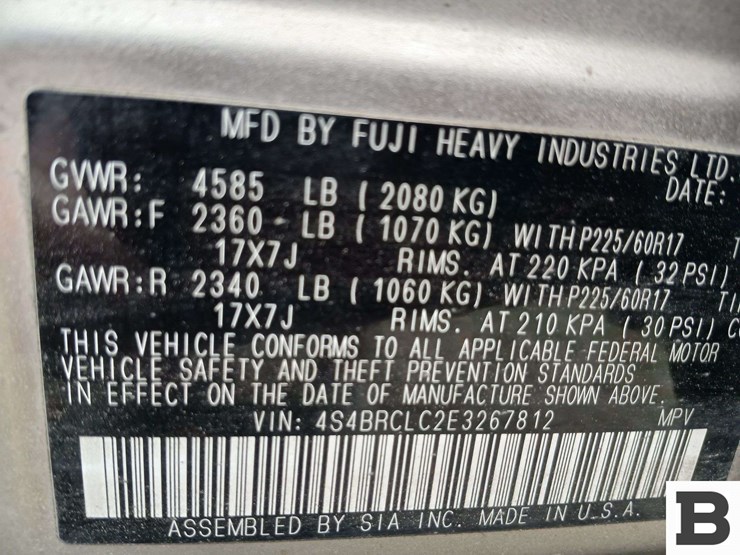 MFD BY FUJI HEAVY INDUSTRIES LTD.
DATE:
GVWR: 4585 LB ( 2080 KG)
GAWR:F 2360 LB ( 1070 KG) WITH P225/60R17
17X7J RIMS. AT 220 KPA ( 32 PSI)
GAWR:R 2340 LB ( 1060 KG) WITH P225/60R17
17X7J RIMS. AT 210 KPA ( 30 PSI)
THIS VEHICLE CONFORMS TO ALL APPLICABLE FEDERAL MOTOR
VEHICLE SAFETY AND THEFT PREVENTION STANDARDS
IN EFFECT ON THE DATE OF MANUFACTURE SHOWN ABOVE.
VIN: 4S4BRCLC2E3267812 MPV
ASSEMBLED BY SIA INC. MADE IN U.S.A.
B